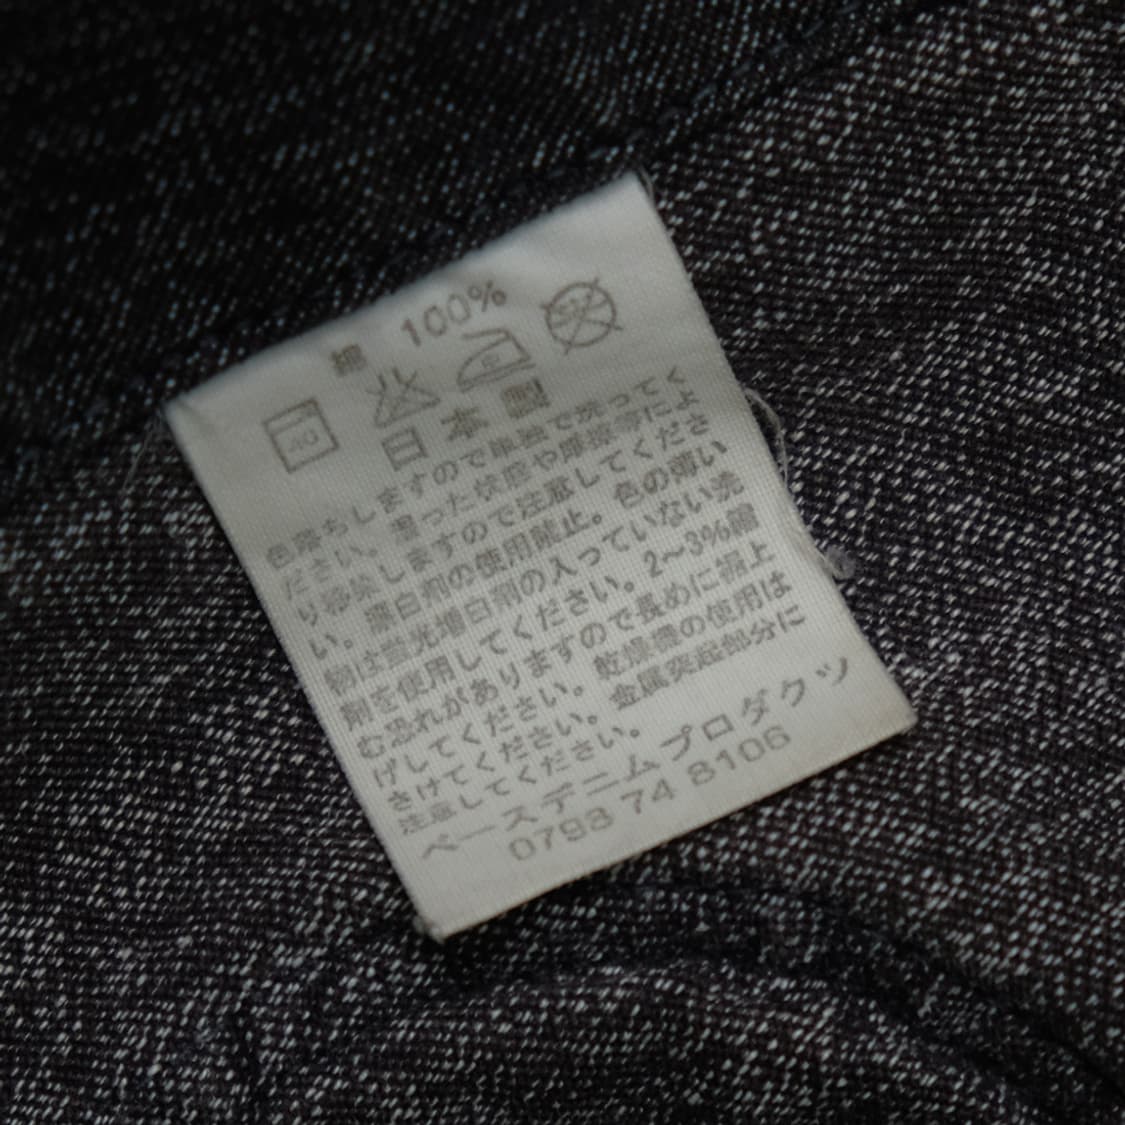 綿 100%
40
日本製
色落ちしますので単独で洗ってく
ださい。湿った状態や摩擦等によ
り移染しますので注意してくださ
い。漂白剤の使用禁止。色の薄い
物は蛍光増白剤の入っていない洗
剤を使用してください。2〜3%縮
む恐れがありますので長めに裾上
げしてください。乾燥機の使用は
さけてください。金属突起部分に
注意してください。
ベースデニムプロダクツ
0798 74 8106